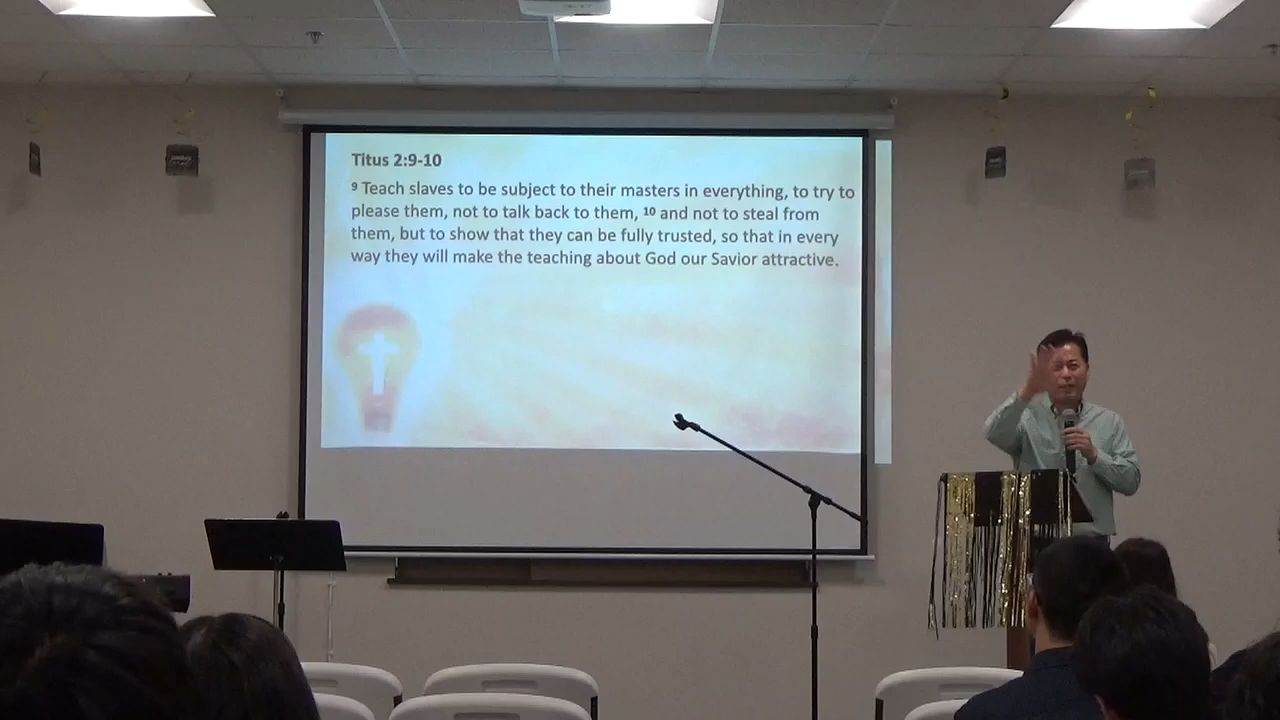 Titus 2:9-10
⁹ Teach slaves to be subject to their masters in everything, to try to
please them, not to talk back to them, ¹⁰ and not to steal from
them, but to show that they can be fully trusted, so that in every
way they will make the teaching about God our Savior attractive.